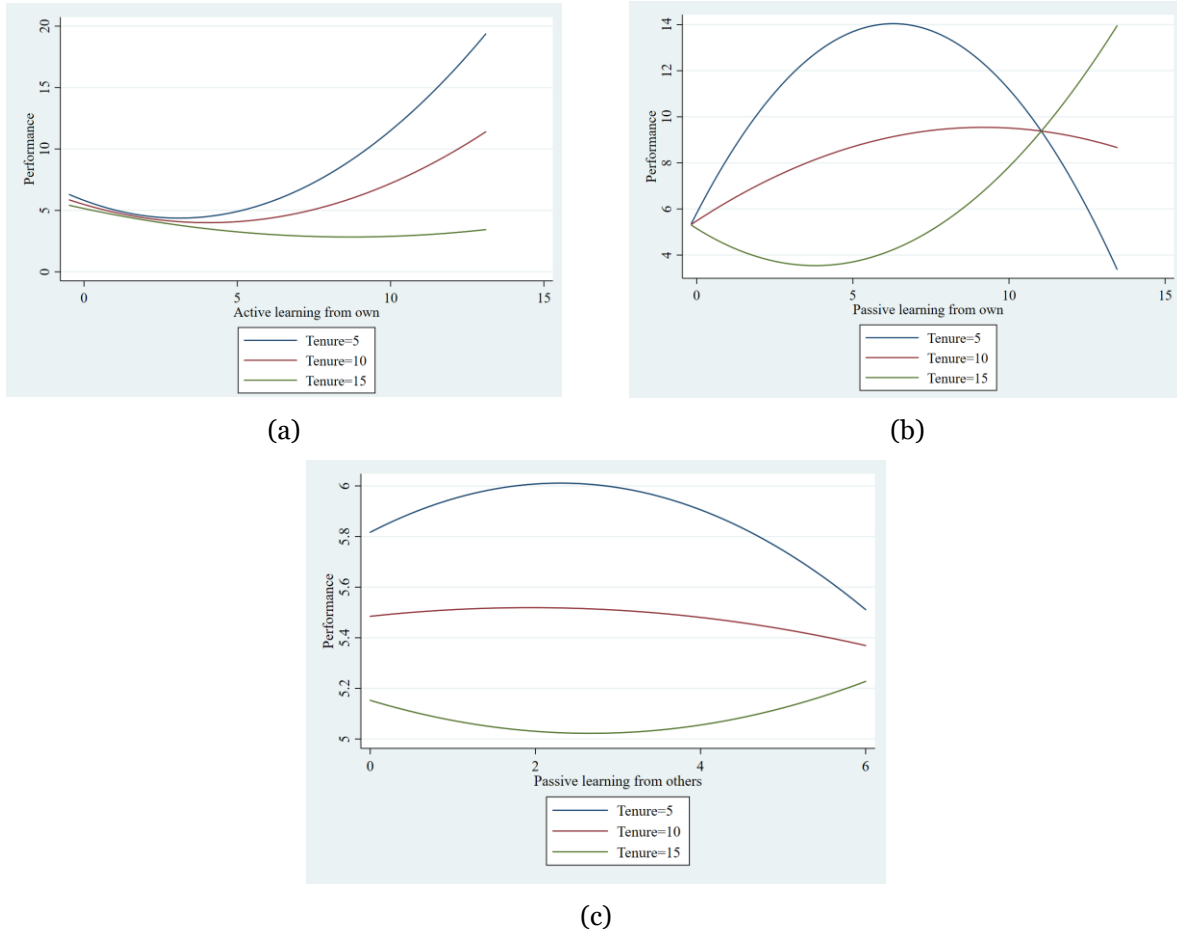 20
15
10
5
0
Performance
0 5 10 15
Active learning from own
Tenure=5
Tenure=10
Tenure=15
(a)
14
12
10
8
6
4
Performance
0 5 10 15
Passive learning from own
Tenure=5
Tenure=10
Tenure=15
(b)
6
5.8
5.6
5.4
5.2
5
Performance
0 2 4 6
Passive learning from others
Tenure=5
Tenure=10
Tenure=15
(c)